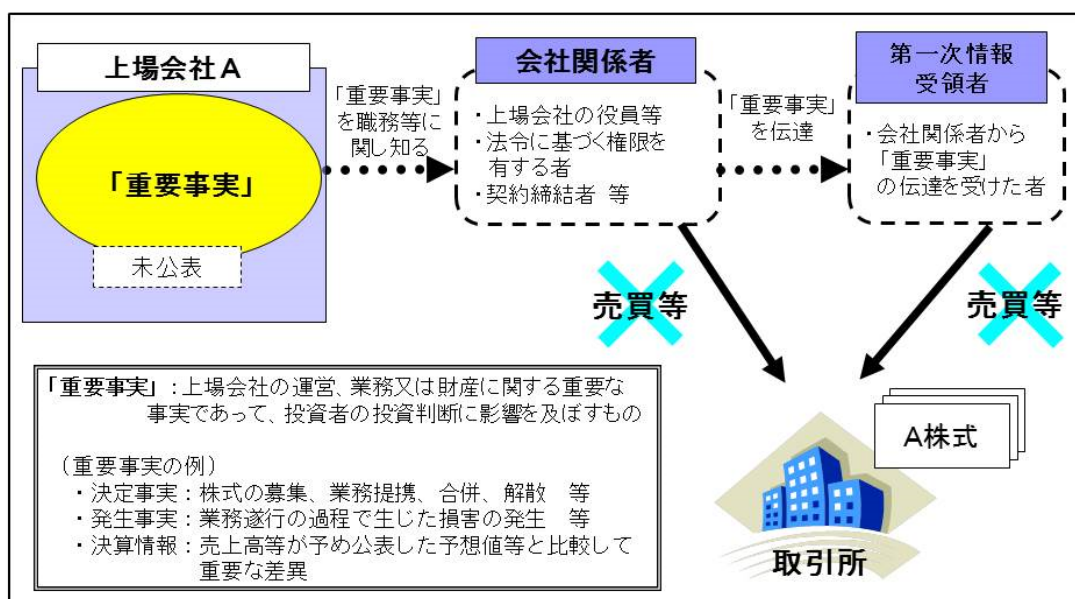 上場会社A
「重要事実」
未公表
「重要事実」
を職務等に
関し知る
会社関係者
・上場会社の役員等
・法令に基づく権限を
有する者
・契約締結者 等
「重要事実」
を伝達
第一次情報
受領者
・会社関係者から
「重要事実」
の伝達を受けた者
売買等
売買等
「重要事実」：上場会社の運営、業務又は財産に関する重要な
事実であって、投資者の投資判断に影響を及ぼすもの
（重要事実の例）
・決定事実：株式の募集、業務提携、合併、解散 等
・発生事実：業務遂行の過程で生じた損害の発生 等
・決算情報：売上高等が予め公表した予想値等と比較して
重要な差異
A株式
取引所